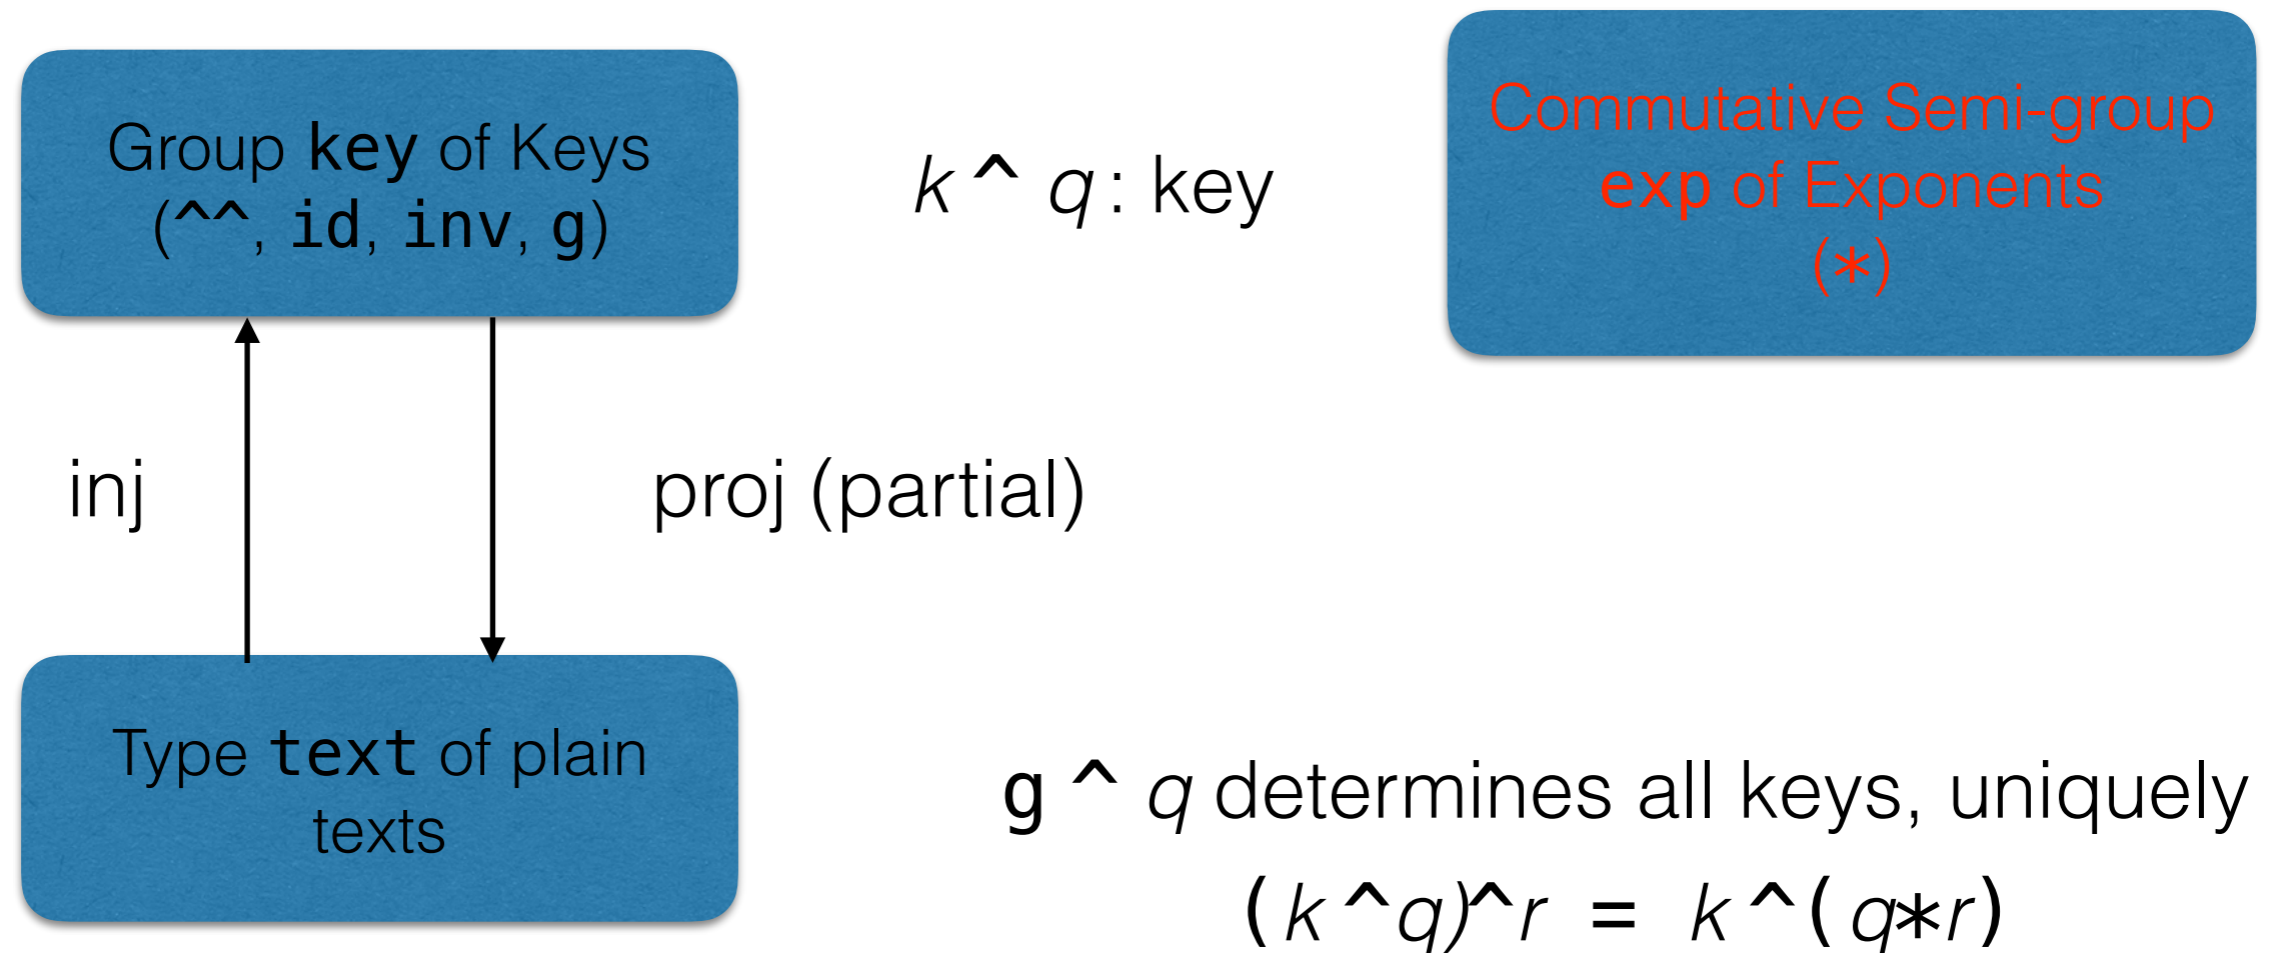 Group key of Keys
(^^, id, inv, g)
k ^ q : key
Commutative Semi-group
exp of Exponents
(*)
inj
proj (partial)
Type text of plain
texts
g ^ q determines all keys, uniquely
(k^q)^r = k^(q*r)